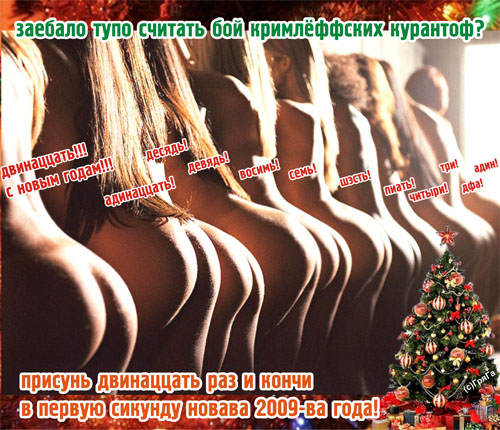 заебало тупо считать бой кримлёффских курантоф?
двинаццать!!!
с новым годам!!!
адинаццать!
десядь!
девядь!
восимь!
семь!
шэсть!
пиать!
читыри!
три!
дфа!
адин!
присунь двинаццать раз и кончи
в первую сикунду новава 2009-ва года!
(c)ГряГа